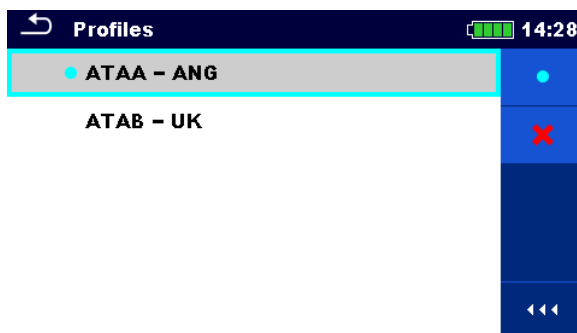 Profiles 14:28
ATAA – ANG
ATAB – UK